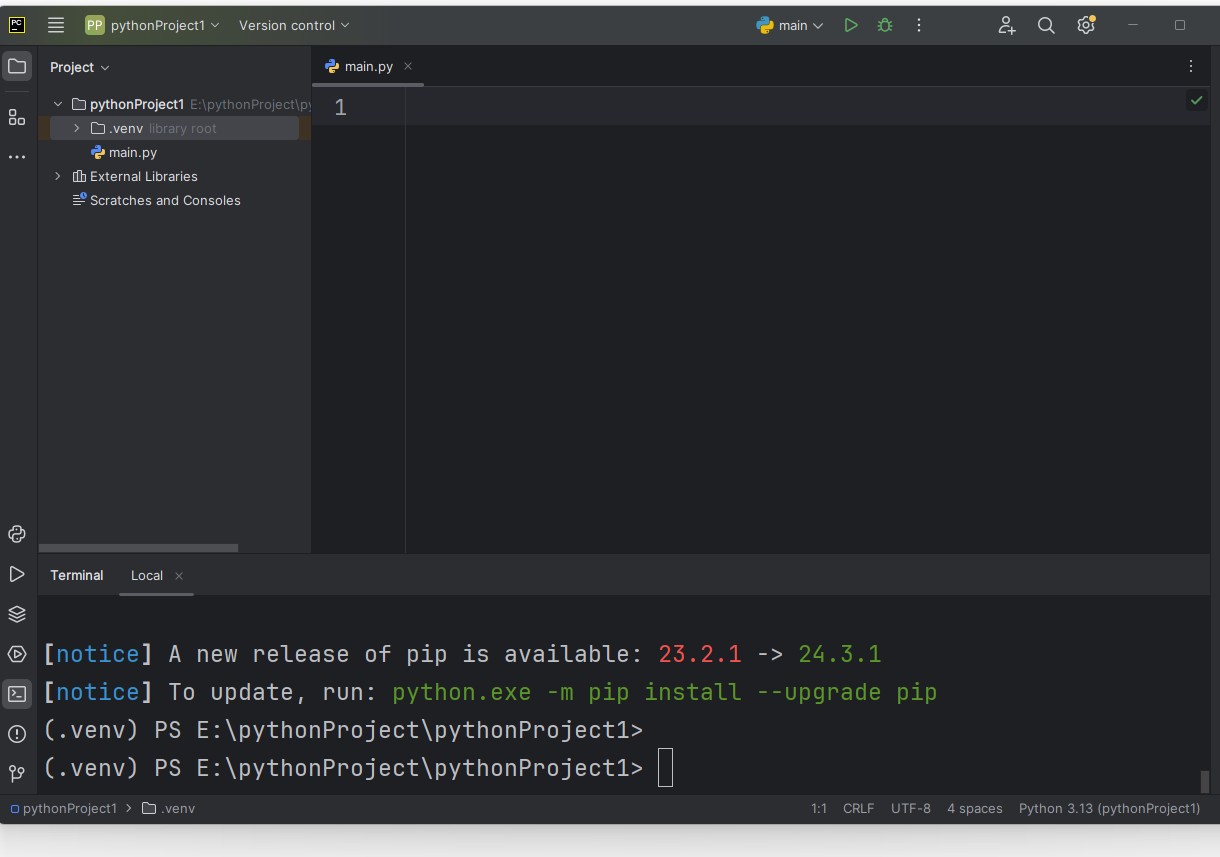 PC PP pythonProject1 Version control main
Project
main.py
pythonProject1 E:\pythonProject\py
1
.venv library root
main.py
External Libraries
Scratches and Consoles
Terminal Local
[notice] A new release of pip is available: 23.2.1 -> 24.3.1
[notice] To update, run: python.exe -m pip install --upgrade pip
(.venv) PS E:\pythonProject\pythonProject1>
(.venv) PS E:\pythonProject\pythonProject1>
pythonProject1 > .venv 1:1 CRLF UTF-8 4 spaces Python 3.13 (pythonProject1)